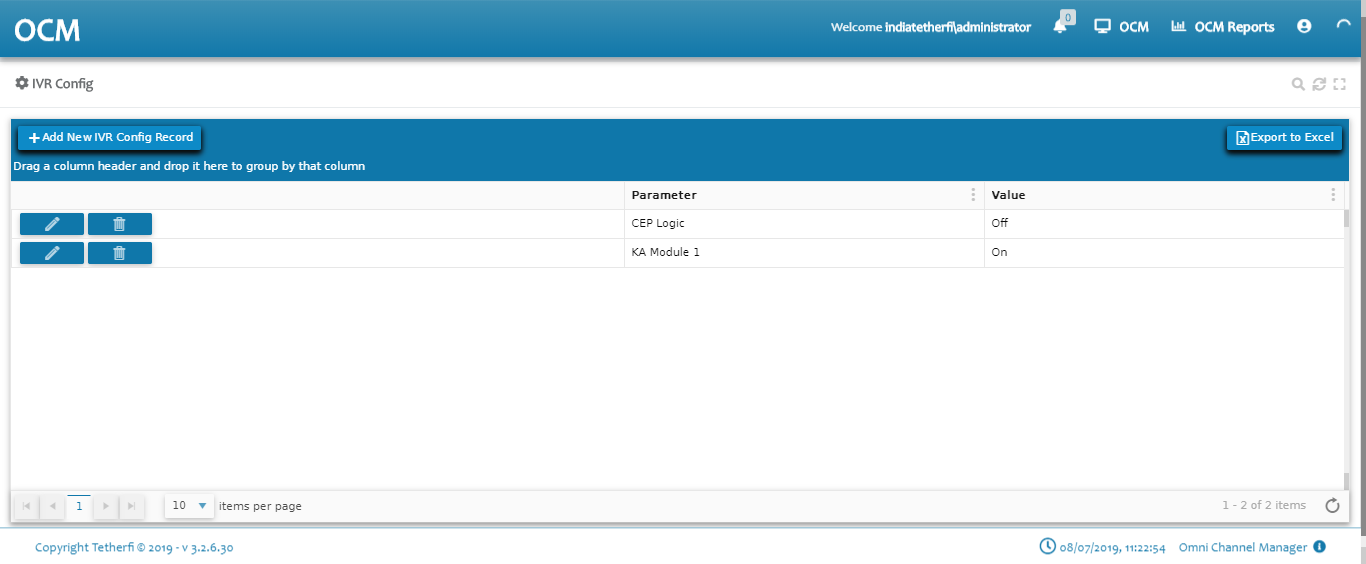 OCM
Welcome indiatetherfi\administrator
0
OCM
OCM Reports
IVR Config
Add New IVR Config Record
Export to Excel
Drag a column header and drop it here to group by that column
Parameter
Value
CEP Logic
Off
KA Module 1
On
1
10
items per page
1 - 2 of 2 items
Copyright Tetherfi © 2019 - v 3.2.6.30
08/07/2019, 11:22:54
Omni Channel Manager